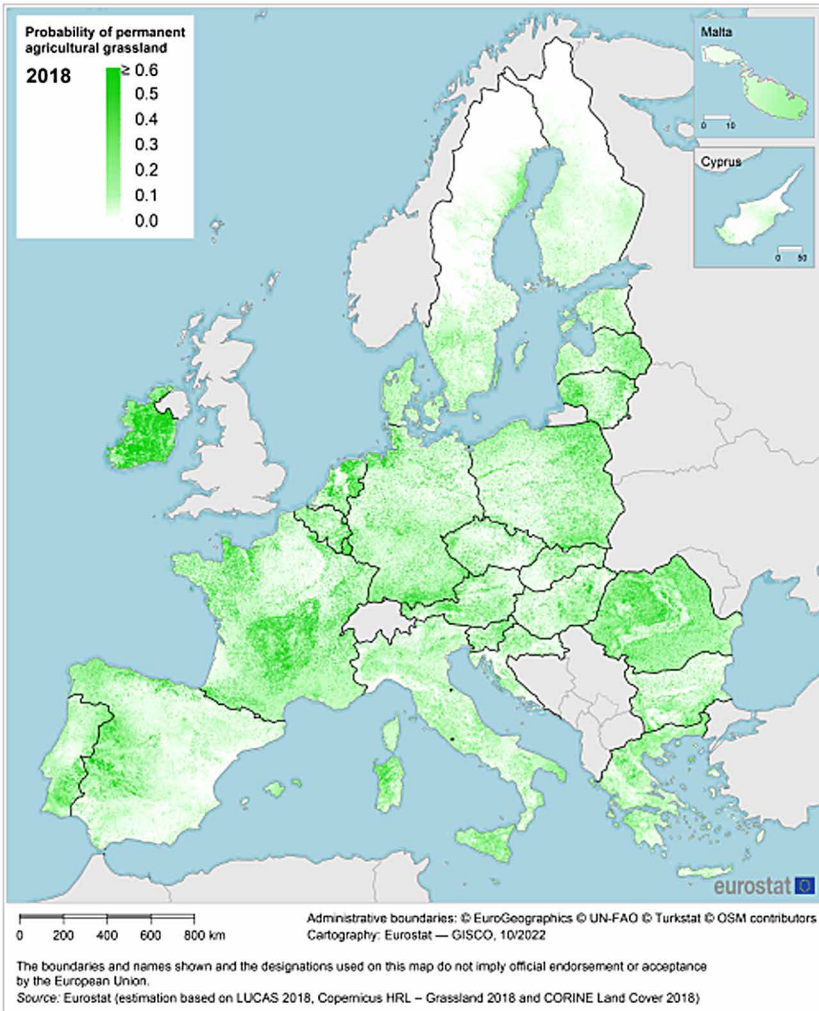 Probability of permanent
agricultural grassland
2018
≥ 0.6
0.5
0.4
0.3
0.2
0.1
0.0
Malta
0 10
Cyprus
0 50
eurostat
0 200 400 600 800 km
Administrative boundaries: © EuroGeographics © UN-FAO © Turkstat © OSM contributors
Cartography: Eurostat — GISCO, 10/2022
The boundaries and names shown and the designations used on this map do not imply official endorsement or acceptance
by the European Union.
Source: Eurostat (estimation based on LUCAS 2018, Copernicus HRL – Grassland 2018 and CORINE Land Cover 2018)